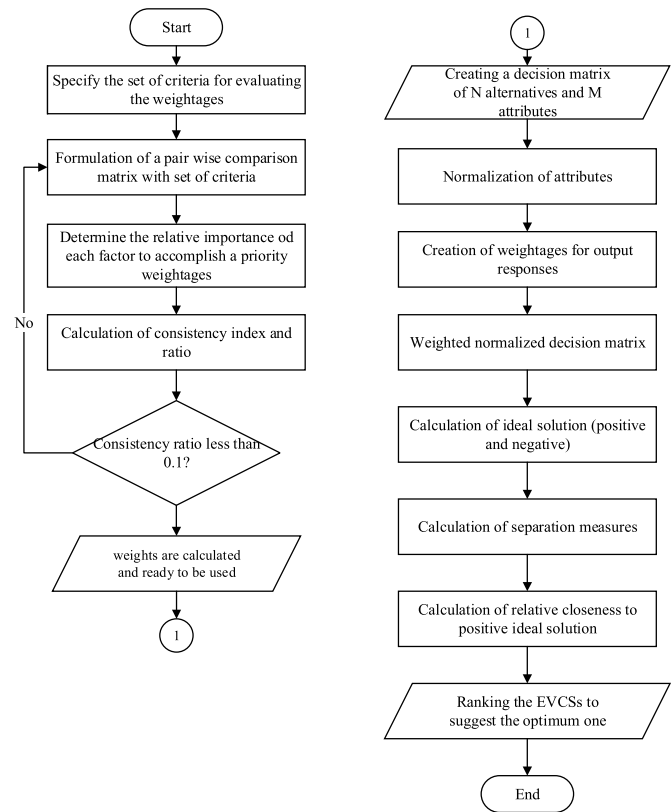 Start
Specify the set of criteria for evaluating
the weightages
Formulation of a pair wise comparison
matrix with set of criteria
Determine the relative importance od
each factor to accomplish a priority
weightages
No
Calculation of consistency index and
ratio
Consistency ratio less than
0.1?
weights are calculated
and ready to be used
1
1
Creating a decision matrix
of N alternatives and M
attributes
Normalization of attributes
Creation of weightages for output
responses
Weighted normalized decision matrix
Calculation of ideal solution (positive
and negative)
Calculation of separation measures
Calculation of relative closeness to
positive ideal solution
Ranking the EVCSs to
suggest the optimum one
End